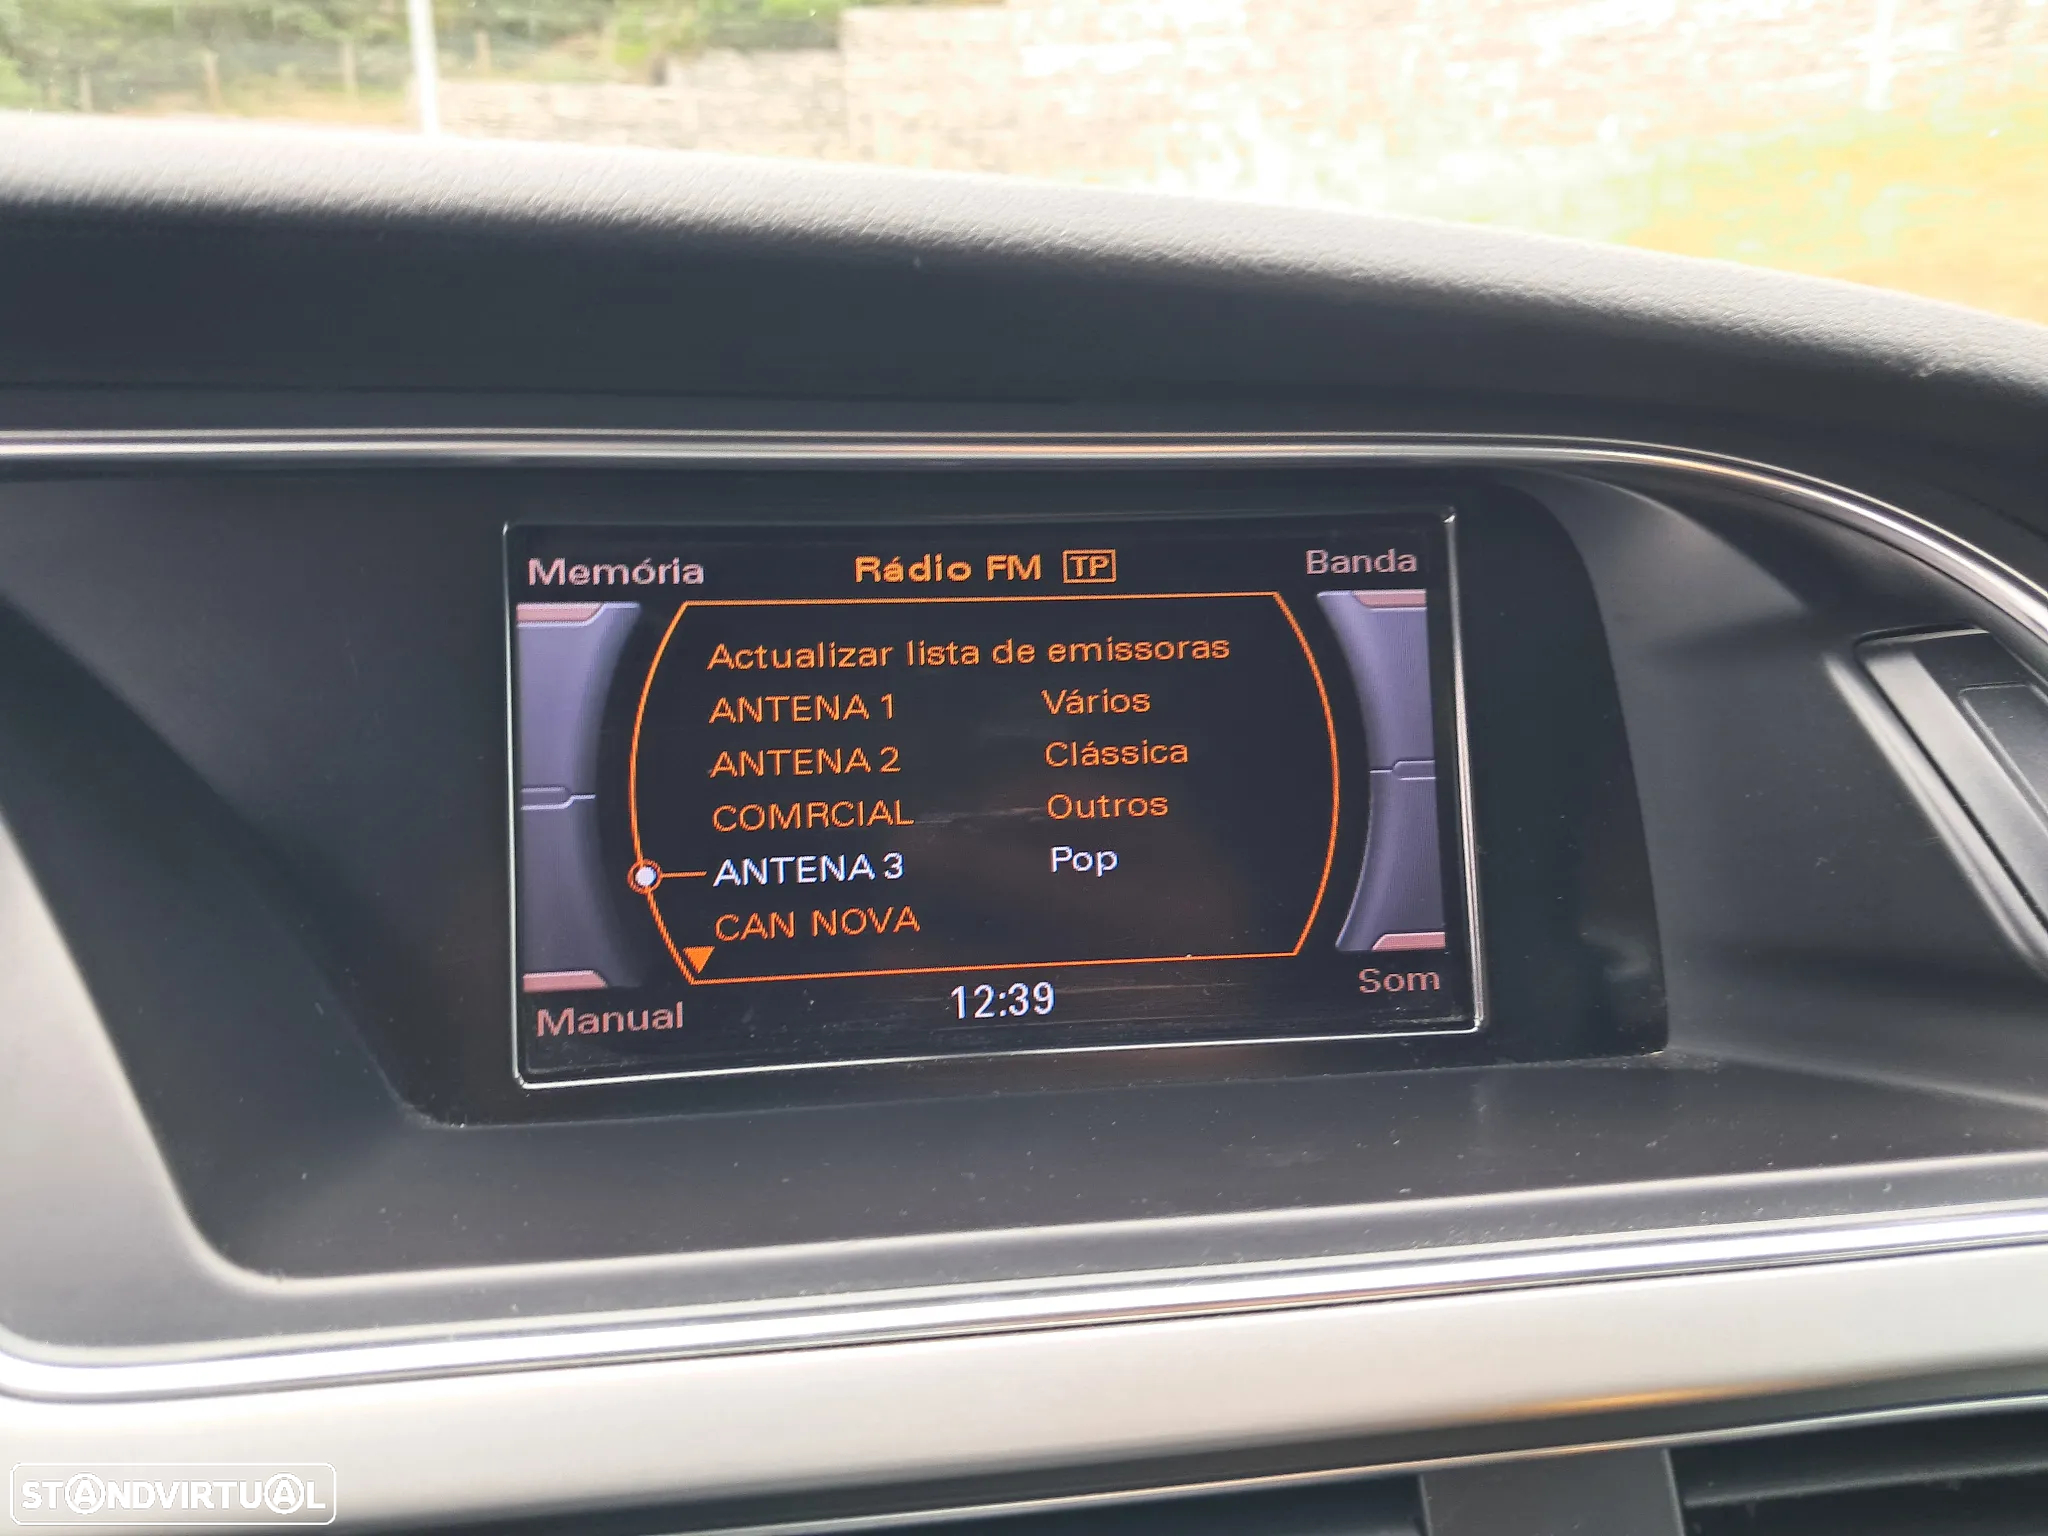 Memória Rádio FM TP Banda
Actualizar lista de emissoras
ANTENA 1 Vários
ANTENA 2 Clássica
COMRCIAL Outros
ANTENA 3 Pop
CAN NOVA
Manual 12:39 Som
STANDVIRTUAL